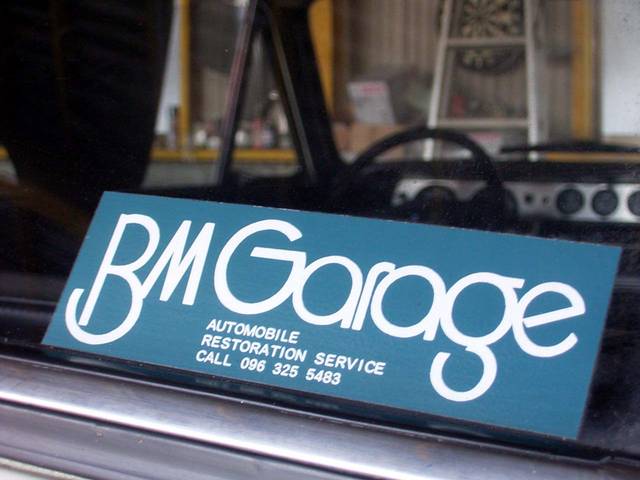 BM Garage
AUTOMOBILE
RESTORATION SERVICE
CALL 096 325 5483